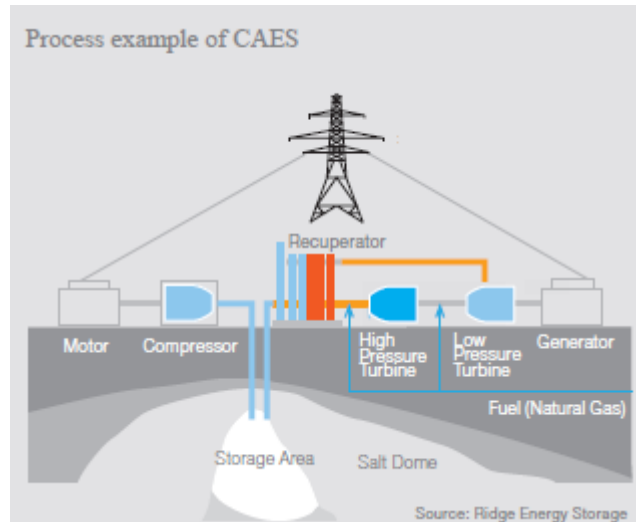 Process example of CAES
Recuperator
Motor
Compressor
High
Pressure
Turbine
Low
Pressure
Turbine
Generator
Fuel (Natural Gas)
Storage Area
Salt Dome
Source: Ridge Energy Storage